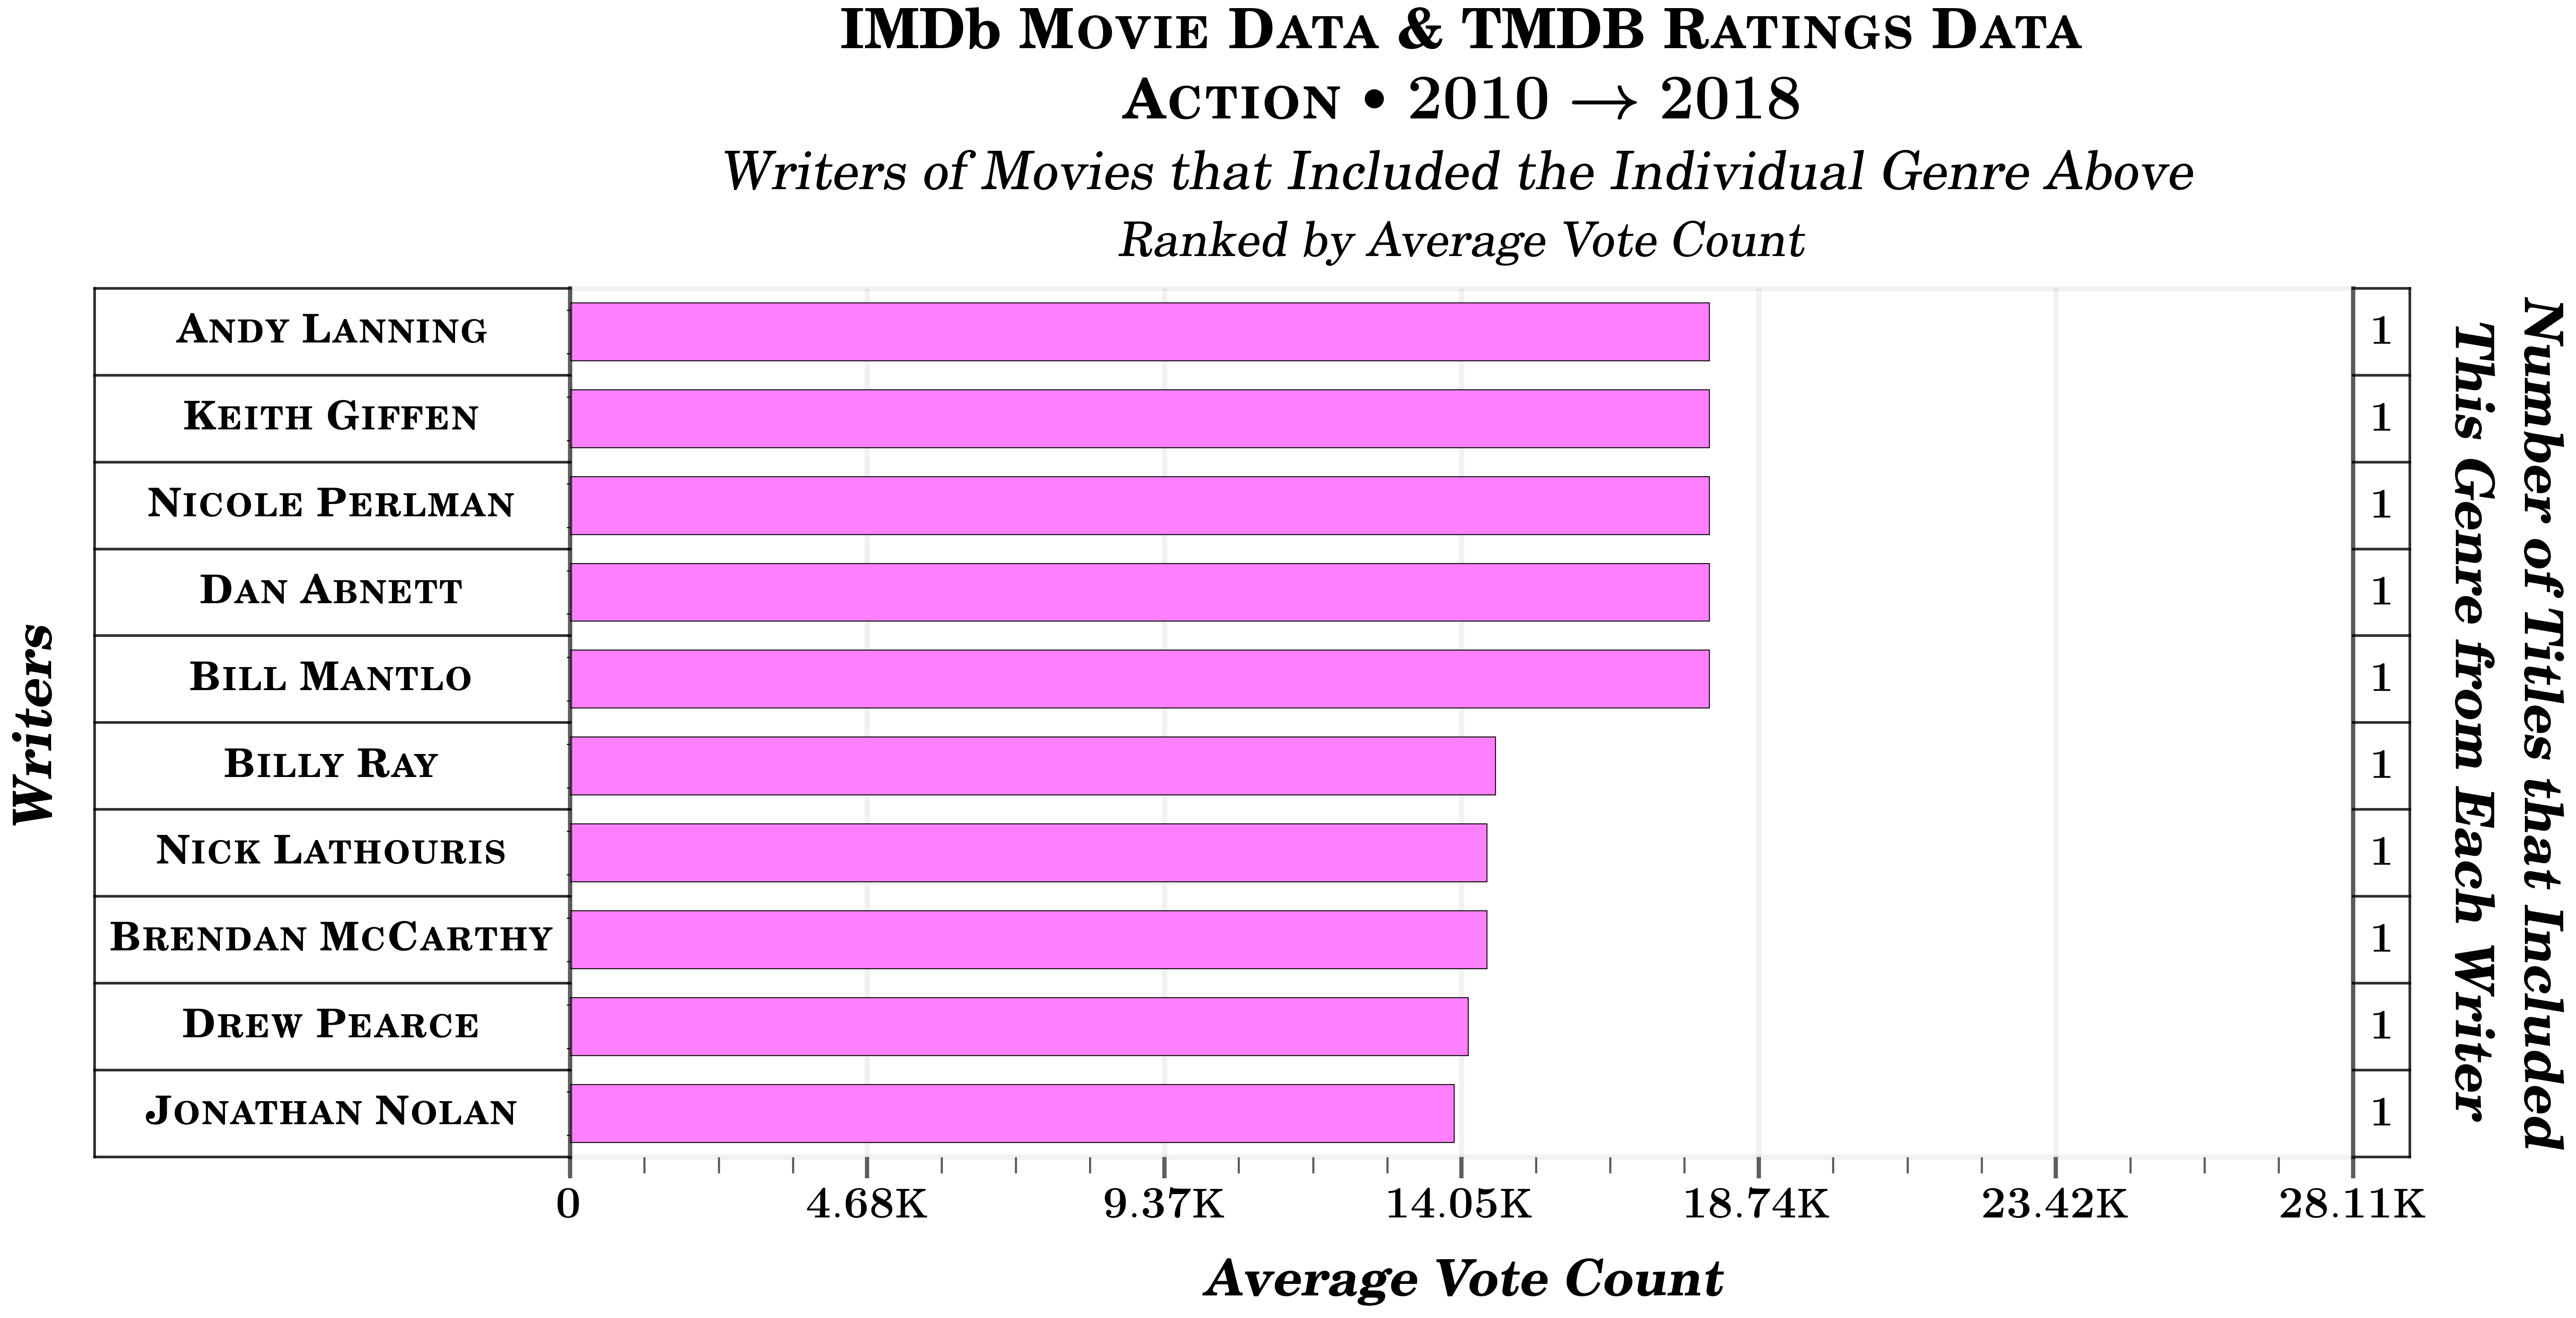 IMDb Movie Data & TMDB Ratings Data
Action • 2010 → 2018
Writers of Movies that Included the Individual Genre Above
Ranked by Average Vote Count
Writers
Andy Lanning 1
Keith Giffen 1
Nicole Perlman 1
Dan Abnett 1
Bill Mantlo 1
Billy Ray 1
Nick Lathouris 1
Brendan McCarthy 1
Drew Pearce 1
Jonathan Nolan 1
0 4.68K 9.37K 14.05K 18.74K 23.42K 28.11K
Average Vote Count
Number of Titles that Included
This Genre from Each Writer